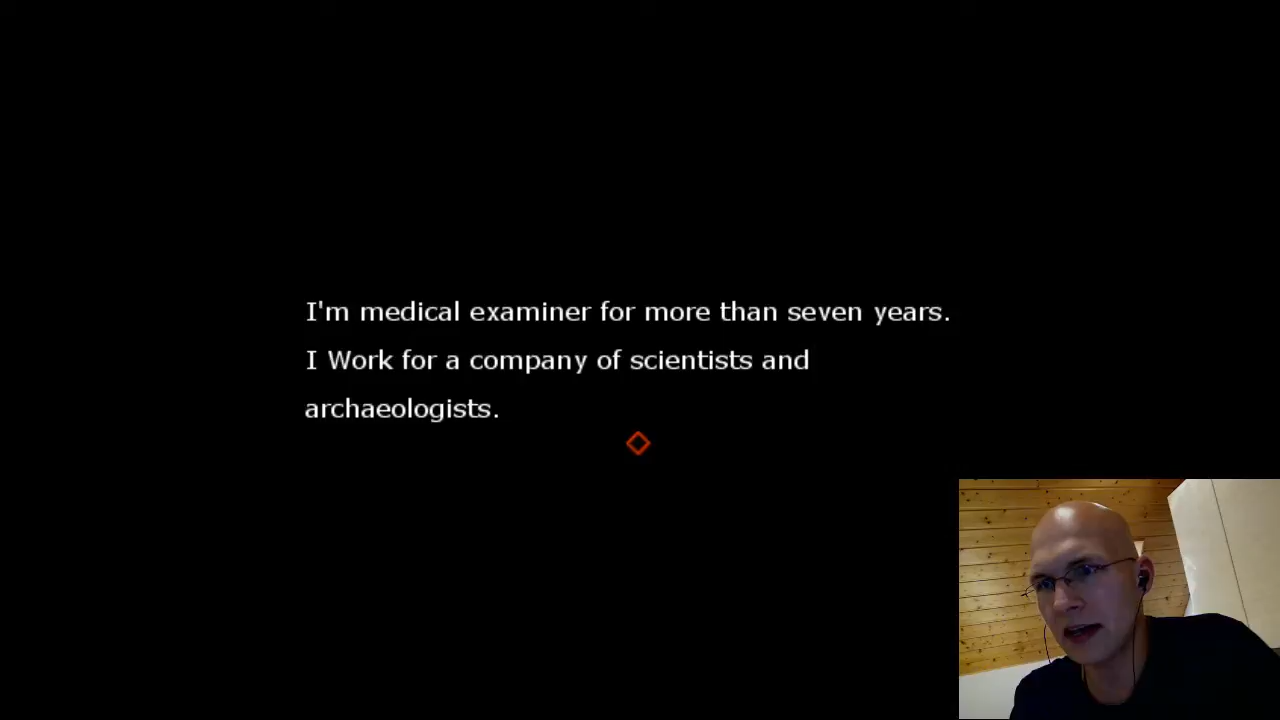 I'm medical examiner for more than seven years.
I Work for a company of scientists and
archaeologists.